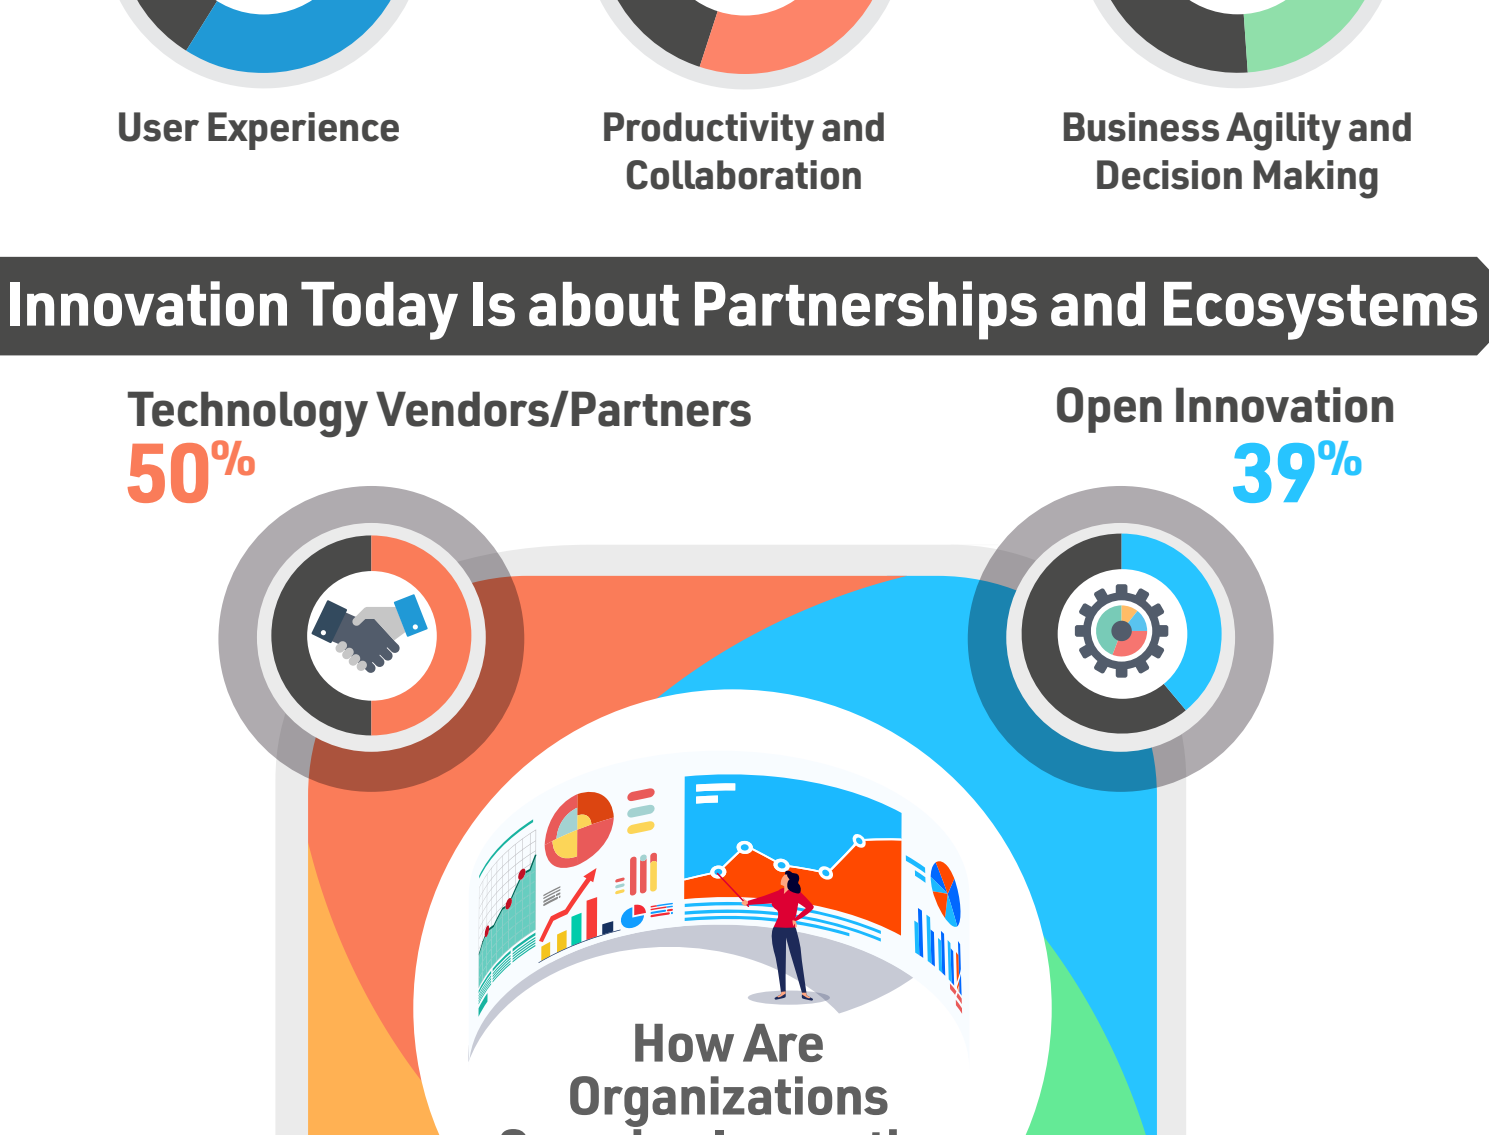 User Experience
Productivity and
Collaboration
Business Agility and
Decision Making
Innovation Today Is about Partnerships and Ecosystems
Technology Vendors/Partners
50%
Open Innovation
39%
How Are
Organizations